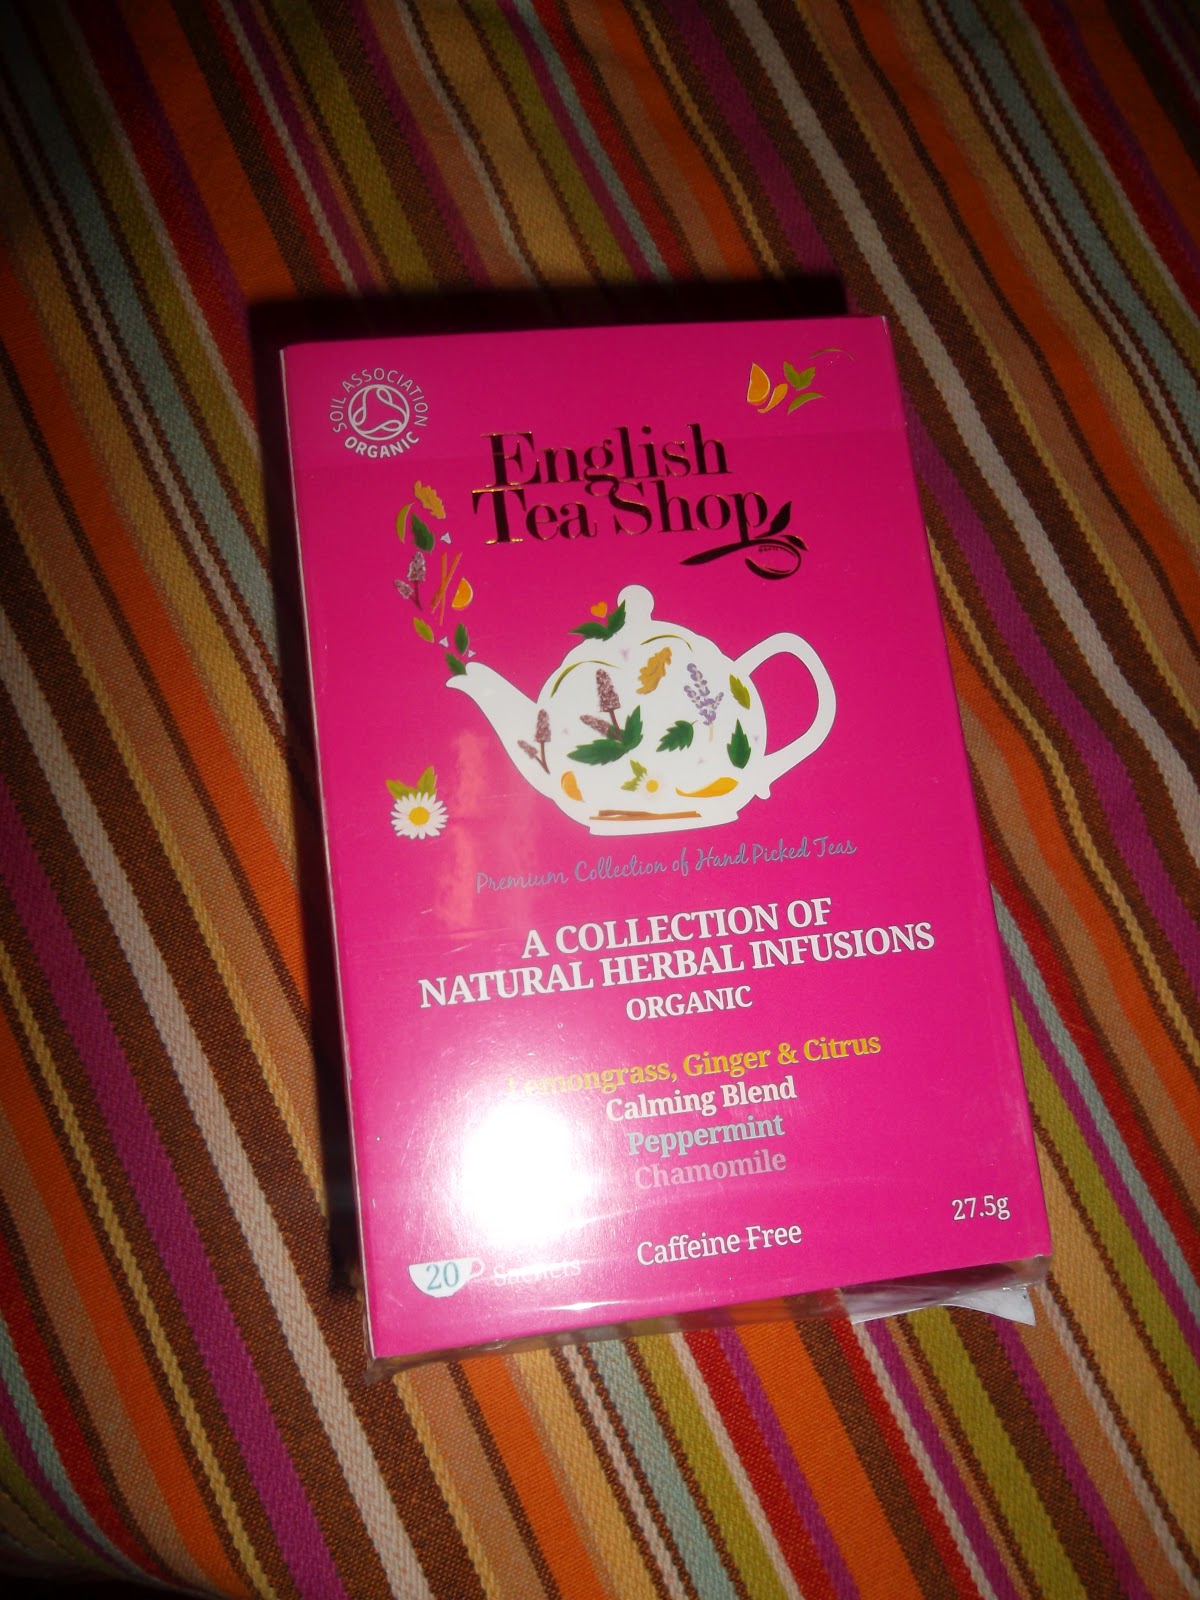 SOIL ASSOCIATION
ORGANIC
English
Tea Shop
Premium Collection of Hand Picked Teas
A COLLECTION OF
NATURAL HERBAL INFUSIONS
ORGANIC
Lemongrass, Ginger & Citrus
Calming Blend
Peppermint
Chamomile
27.5g
20 Sachets
Caffeine Free